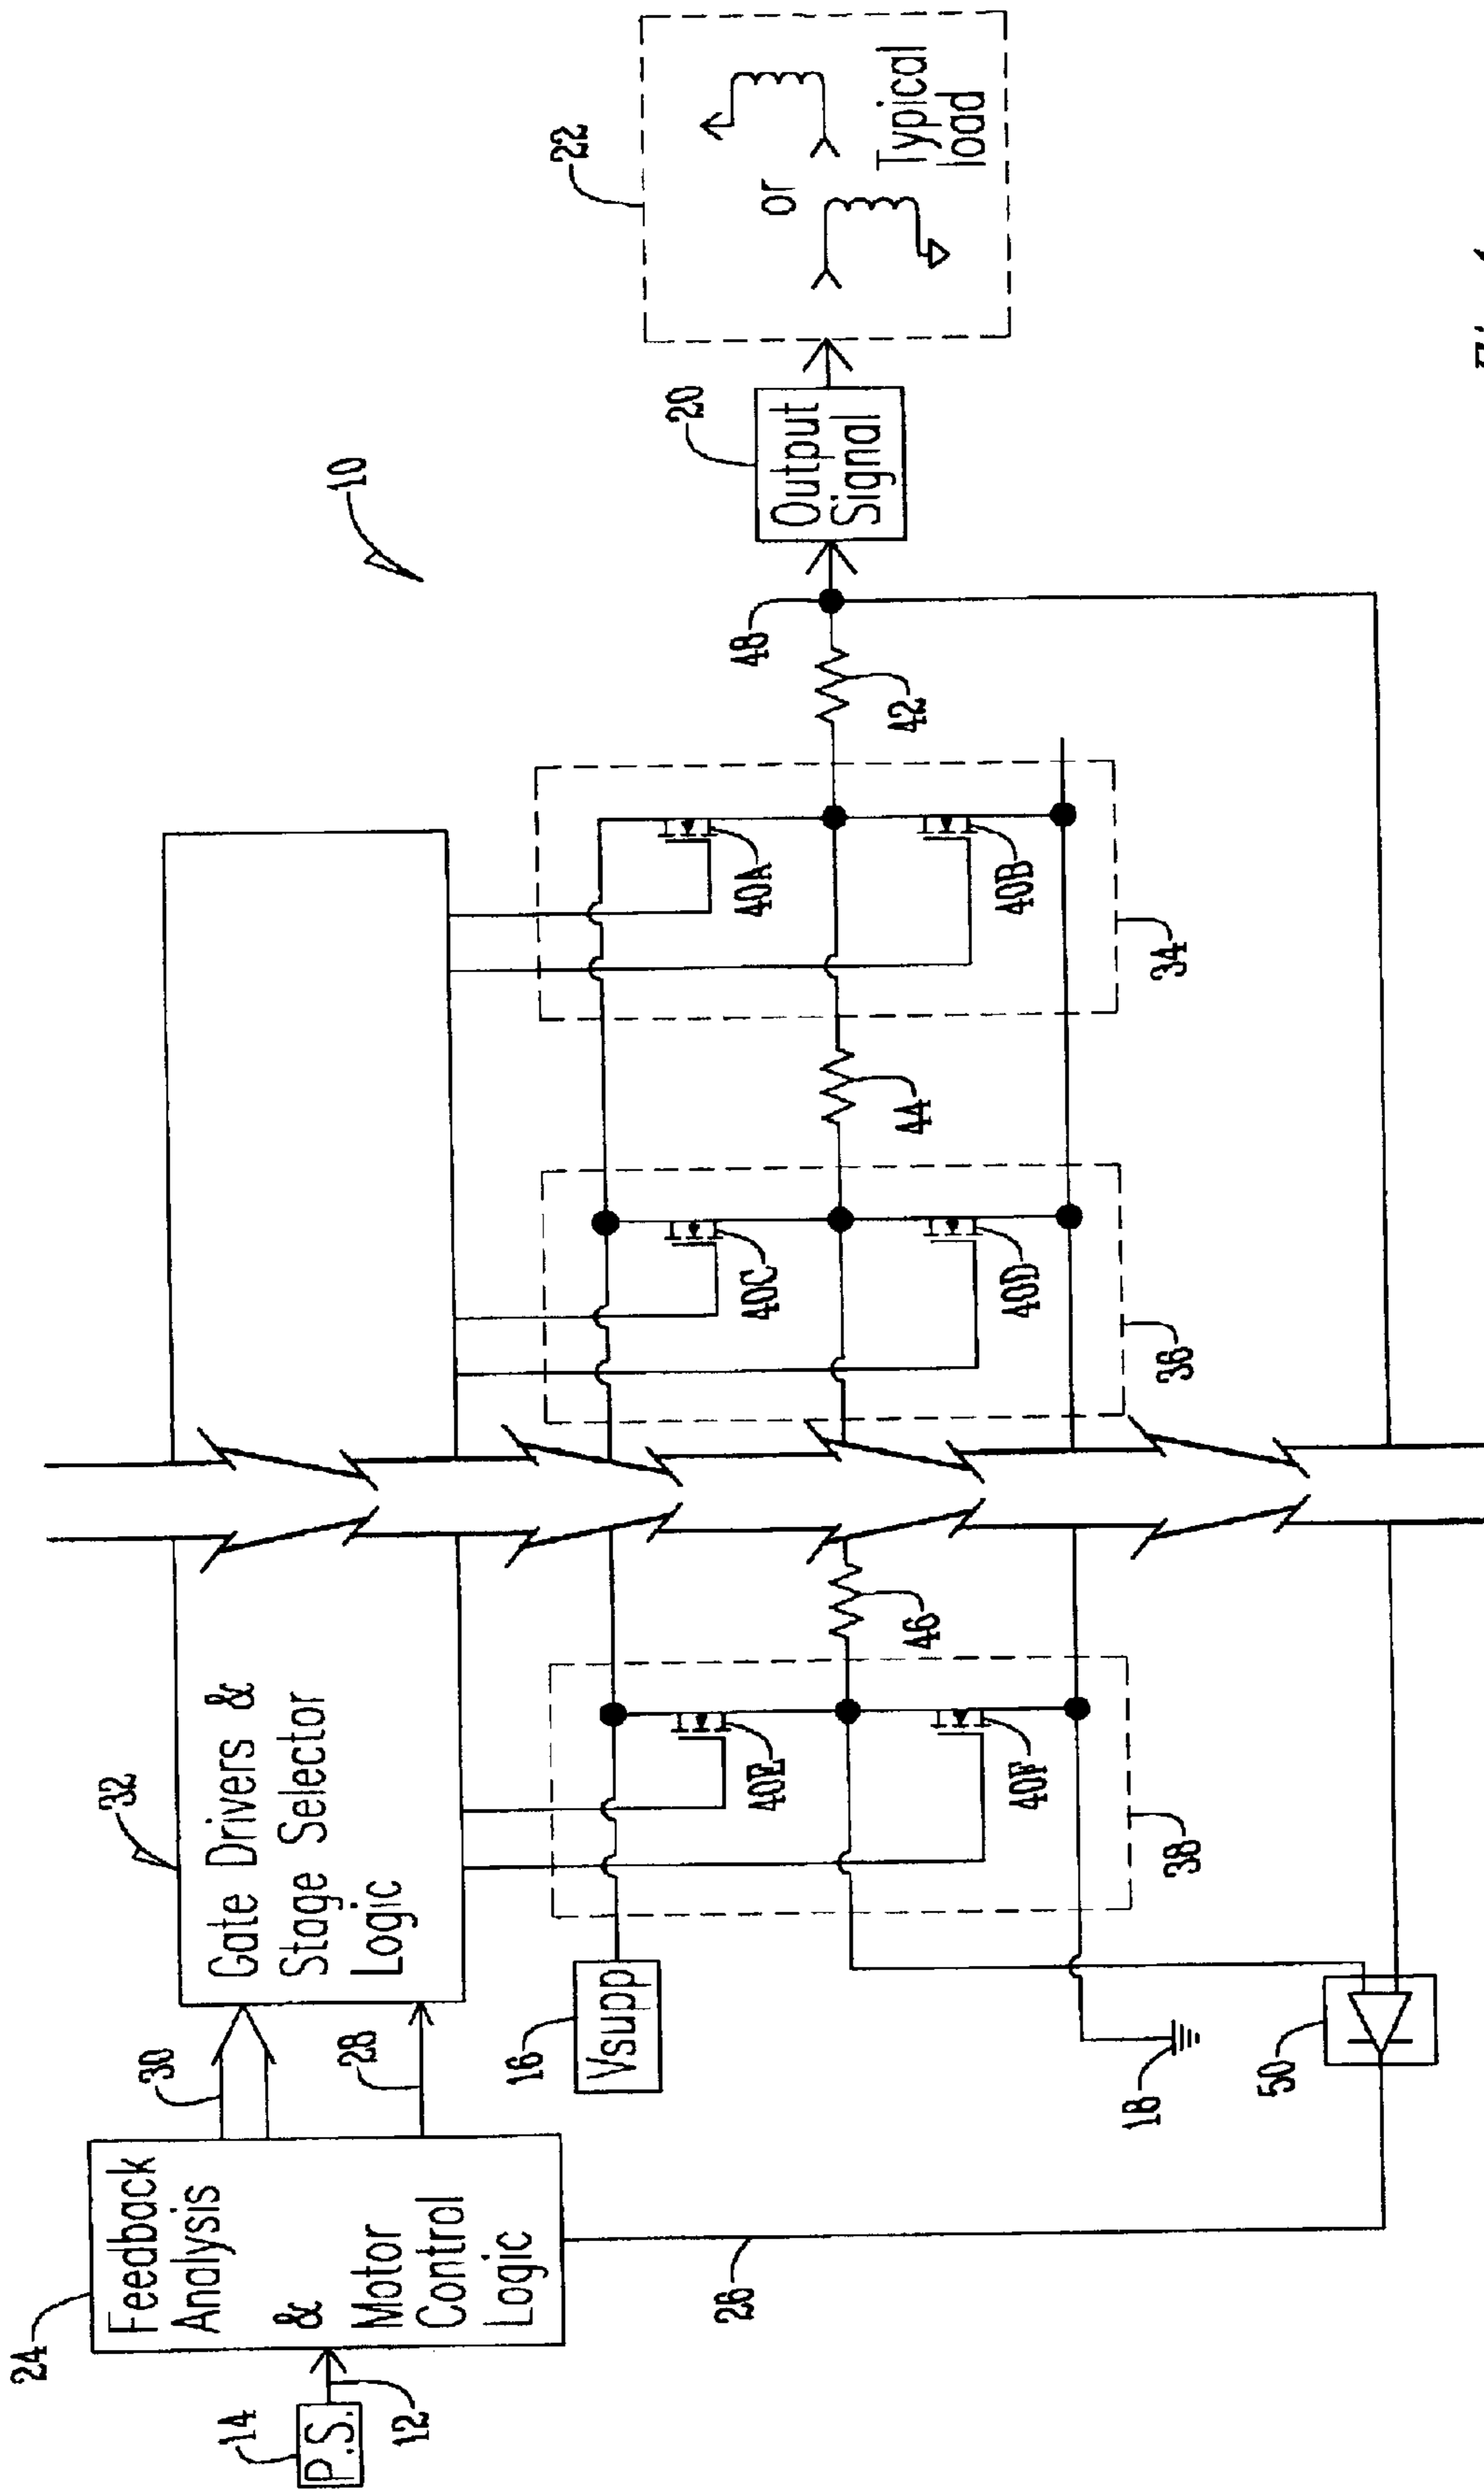 24
Feedback
Analysis
&
Motor
Control
Logic
14
P.S.
12
30
28
26
32
Gate Drivers &
Stage Selector
Logic
16
Vsupp
18
50
40E
40F
38
46
40C
40D
36
44
40A
40B
34
42
48
10
20
Output
Signal
22
or
Typical
load